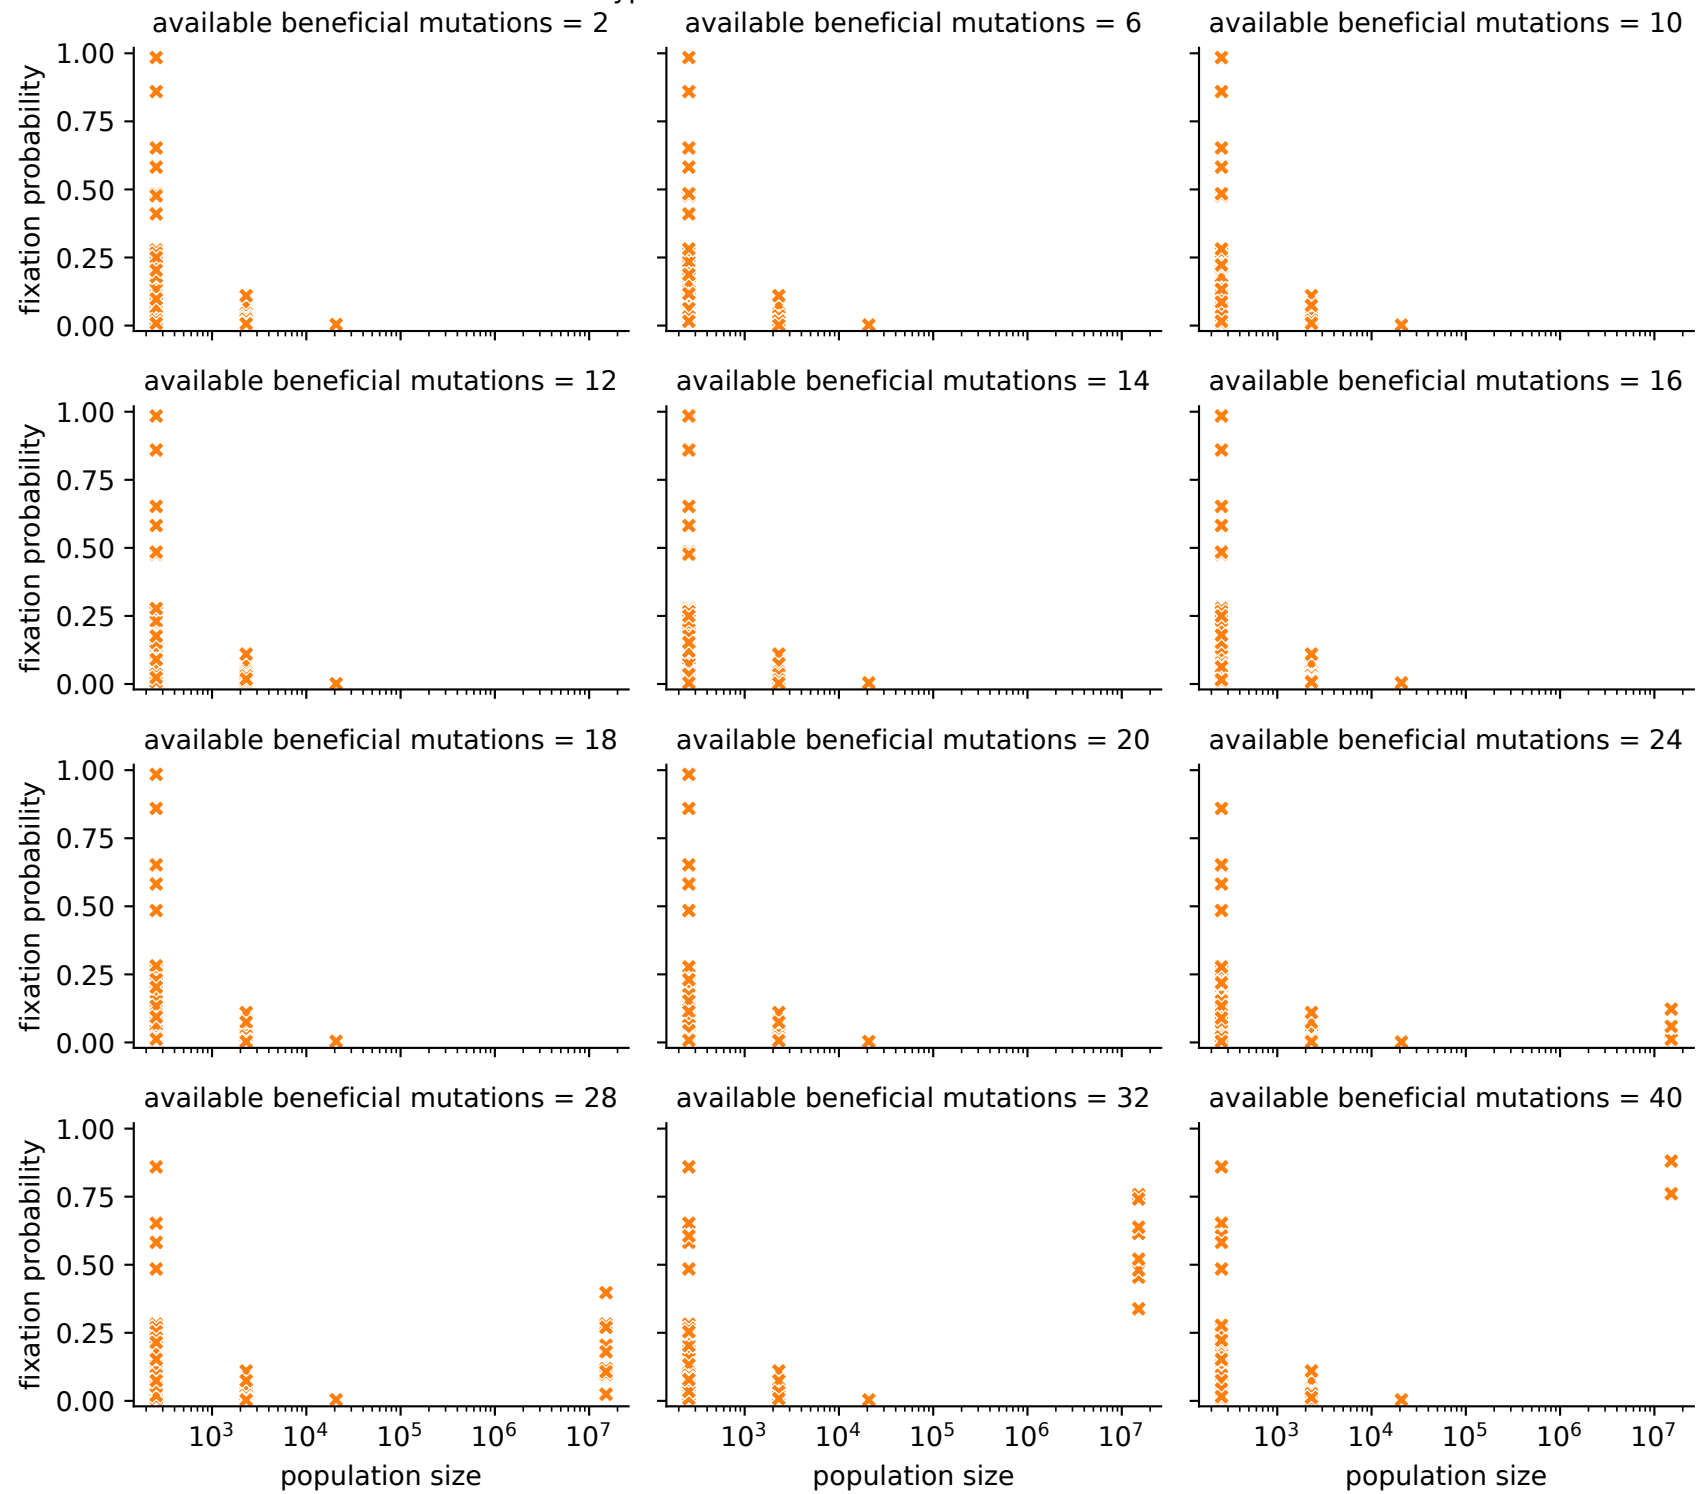 available beneficial mutations = 2
available beneficial mutations = 6
available beneficial mutations = 10
1.00
0.75
0.50
0.25
0.00
fixation probability
available beneficial mutations = 12
available beneficial mutations = 14
available beneficial mutations = 16
1.00
0.75
0.50
0.25
0.00
fixation probability
available beneficial mutations = 18
available beneficial mutations = 20
available beneficial mutations = 24
1.00
0.75
0.50
0.25
0.00
fixation probability
available beneficial mutations = 28
available beneficial mutations = 32
available beneficial mutations = 40
1.00
0.75
0.50
0.25
0.00
fixation probability
10³ 10⁴ 10⁵ 10⁶ 10⁷
10³ 10⁴ 10⁵ 10⁶ 10⁷
10³ 10⁴ 10⁵ 10⁶ 10⁷
population size
population size
population size